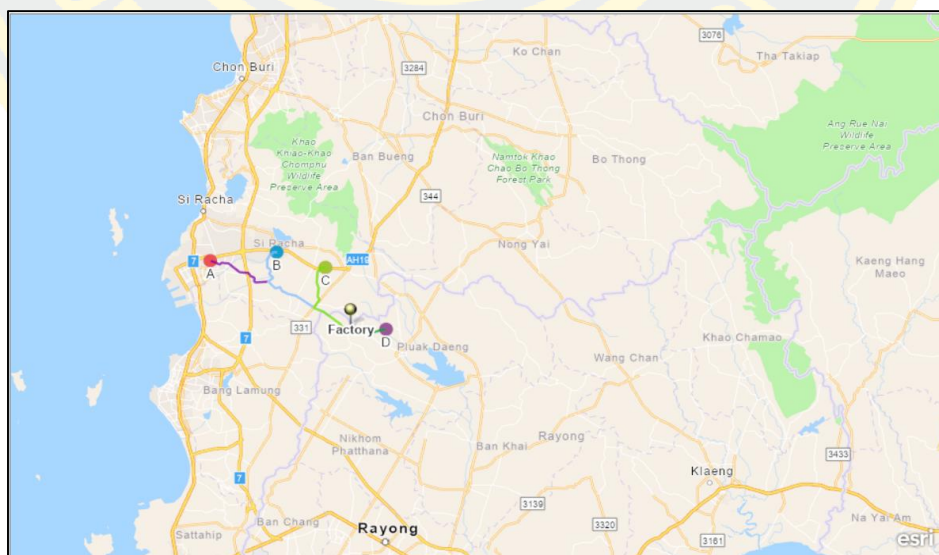 3076
Ko Chan
Tha Takiap
Chon Buri
3284
Chon Buri
Ang Rue Nai
Wildlife
Preserve Area
Khao
Khiao-Khao
Chomphu
Wildlife
Preserve Area
Ban Bueng
Namtok Khao
Chao Bo Thong
Forest Park
Bo Thong
344
Si Racha
Si Racha
Nong Yai
7
A
B
C
AH19
Kaeng Hang
Maeo
331
Factory
D
Pluak Daeng
7
Khao Chamao
Wang Chan
Bang Lamung
Nikhom
Phatthana
Ban Khai
Rayong
3433
Klaeng
7
3139
Ban Chang
3320
Na Yai Am
Sattahip
Rayong
3161
esri